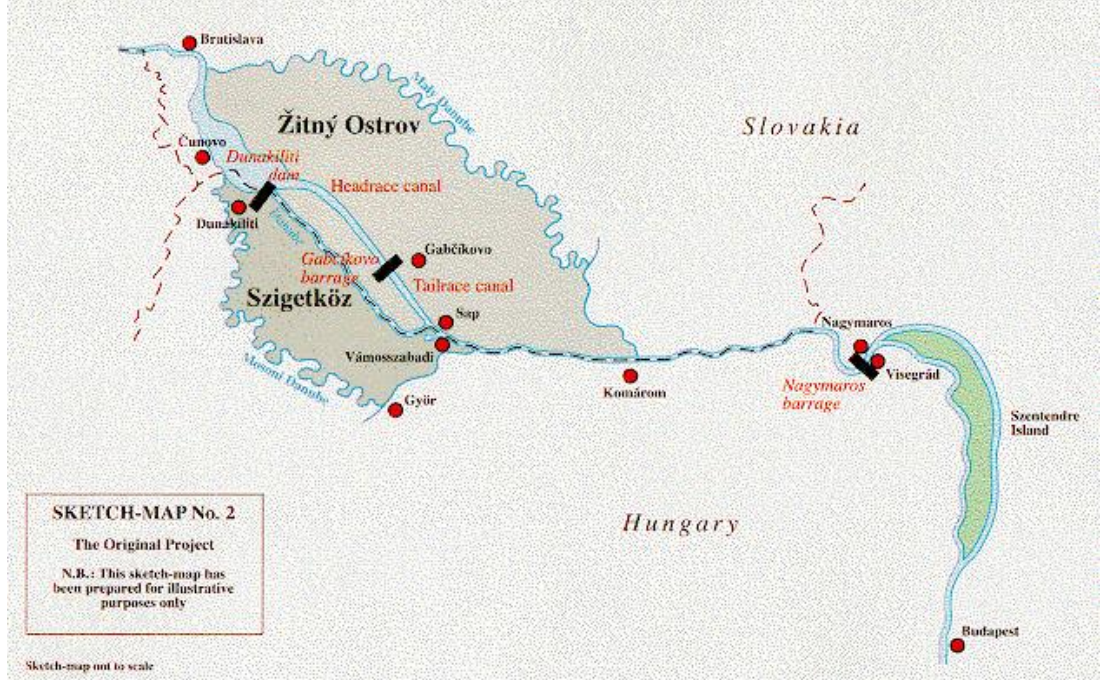 Bratislava
Maly Danube
Žitný Ostrov
Slovakia
Čunovo
Dunakiliti
dam
Headrace canal
Dunakiliti
Danube
Gabčíkovo
Gabčíkovo
barrage
Tailrace canal
Szigetköz
Sap
Nagymaros
Vámosszabadi
Mosoni Danube
Visegrád
Komárom
Nagymaros
barrage
Györ
Szentendre
Island
SKETCH-MAP No. 2
The Original Project
N.B.: This sketch-map has
been prepared for illustrative
purposes only
Hungary
Budapest
Sketch-map not to scale